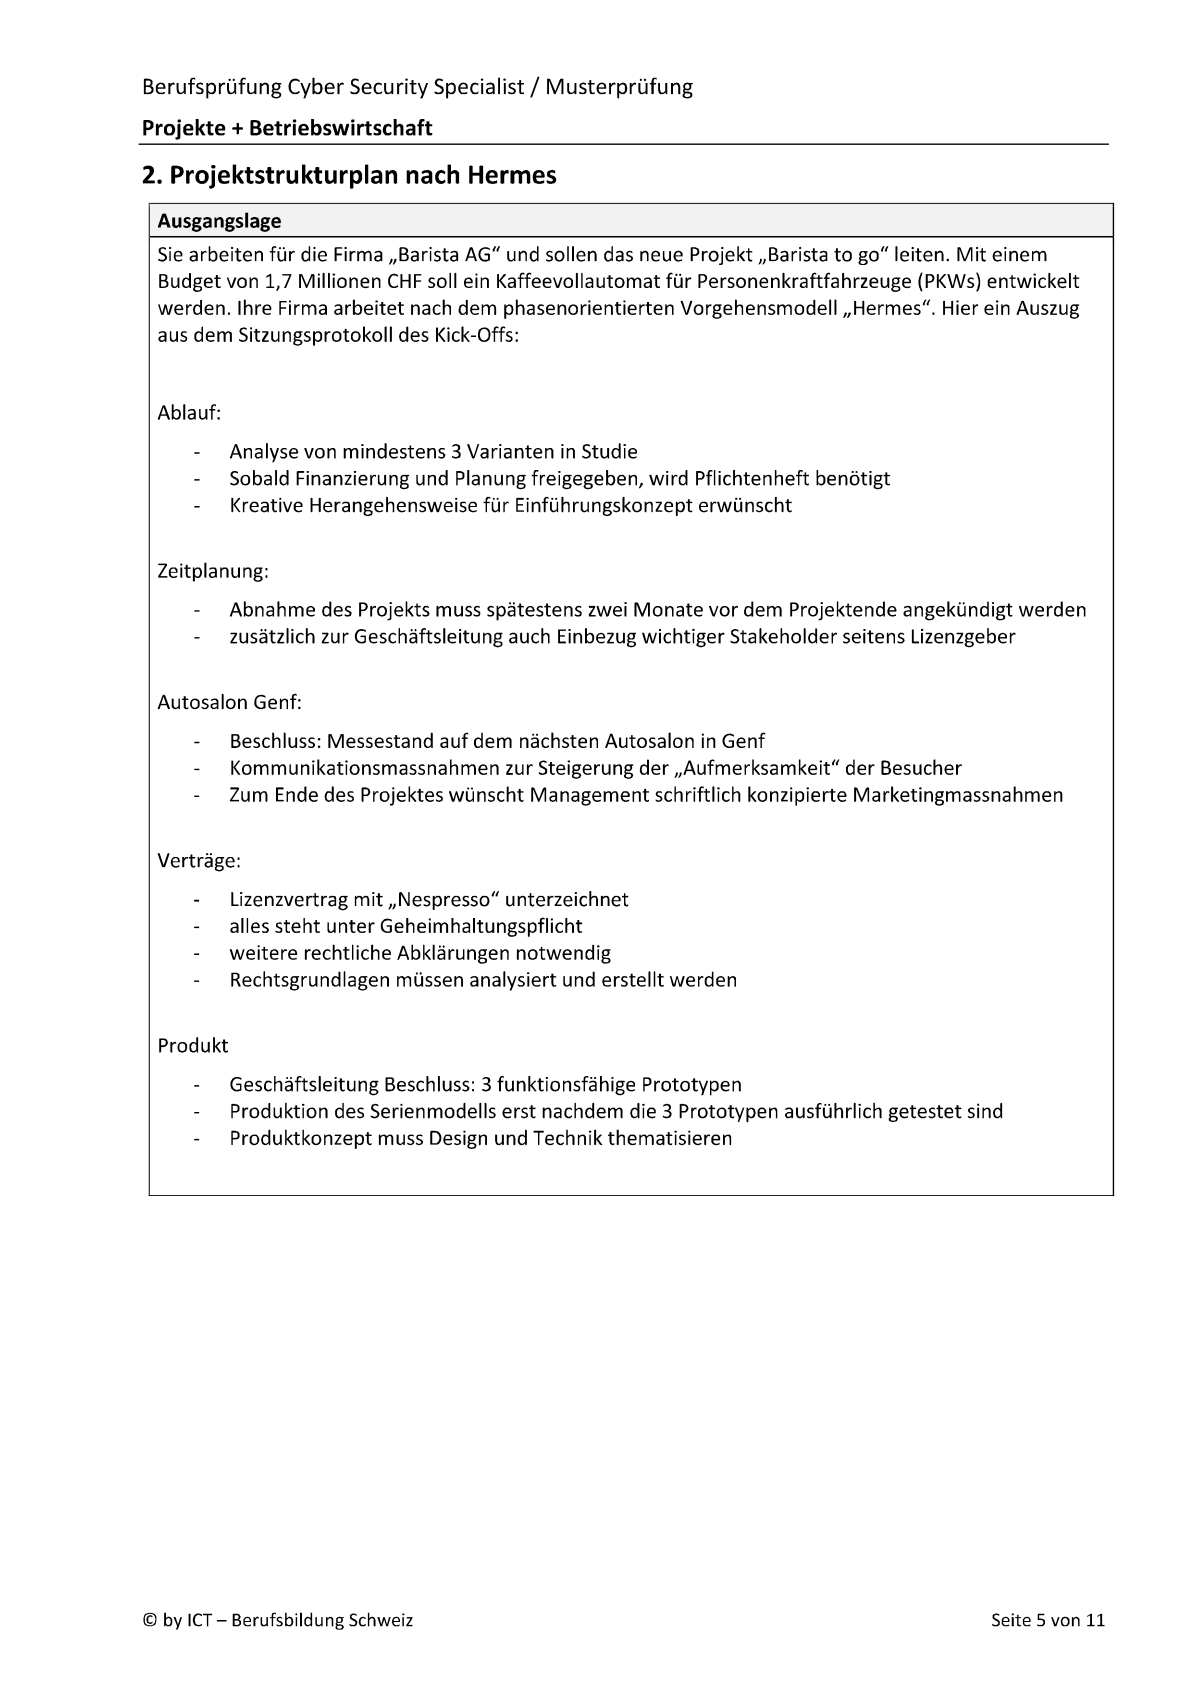 Berufsprüfung Cyber Security Specialist / Musterprüfung
Projekte + Betriebswirtschaft
2. Projektstrukturplan nach Hermes
Ausgangslage
Sie arbeiten für die Firma „Barista AG“ und sollen das neue Projekt „Barista to go“ leiten. Mit einem
Budget von 1,7 Millionen CHF soll ein Kaffeevollautomat für Personenkraftfahrzeuge (PKWs) entwickelt
werden. Ihre Firma arbeitet nach dem phasenorientierten Vorgehensmodell „Hermes“. Hier ein Auszug
aus dem Sitzungsprotokoll des Kick-Offs:
Ablauf:
- Analyse von mindestens 3 Varianten in Studie
- Sobald Finanzierung und Planung freigegeben, wird Pflichtenheft benötigt
- Kreative Herangehensweise für Einführungskonzept erwünscht
Zeitplanung:
- Abnahme des Projekts muss spätestens zwei Monate vor dem Projektende angekündigt werden
- zusätzlich zur Geschäftsleitung auch Einbezug wichtiger Stakeholder seitens Lizenzgeber
Autosalon Genf:
- Beschluss: Messestand auf dem nächsten Autosalon in Genf
- Kommunikationsmassnahmen zur Steigerung der „Aufmerksamkeit“ der Besucher
- Zum Ende des Projektes wünscht Management schriftlich konzipierte Marketingmassnahmen
Verträge:
- Lizenzvertrag mit „Nespresso“ unterzeichnet
- alles steht unter Geheimhaltungspflicht
- weitere rechtliche Abklärungen notwendig
- Rechtsgrundlagen müssen analysiert und erstellt werden
Produkt
- Geschäftsleitung Beschluss: 3 funktionsfähige Prototypen
- Produktion des Serienmodells erst nachdem die 3 Prototypen ausführlich getestet sind
- Produktkonzept muss Design und Technik thematisieren
© by ICT – Berufsbildung Schweiz
Seite 5 von 11